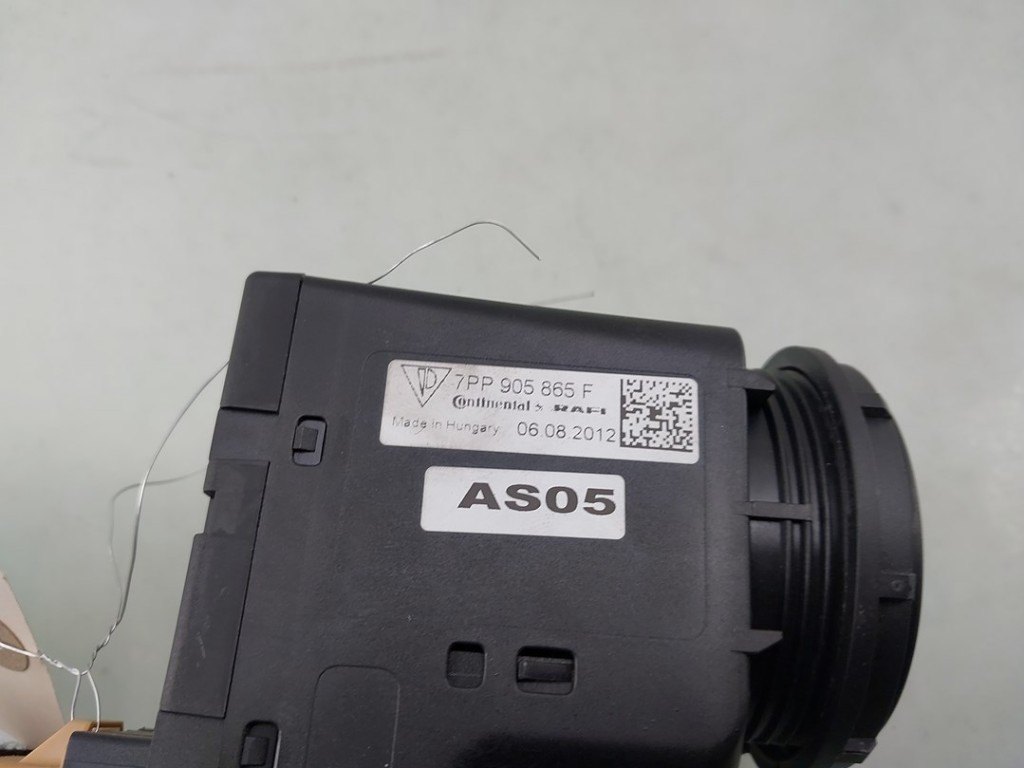 7PP 905 865 F
Continental RAFI
Made in Hungary 06.08.2012
AS05